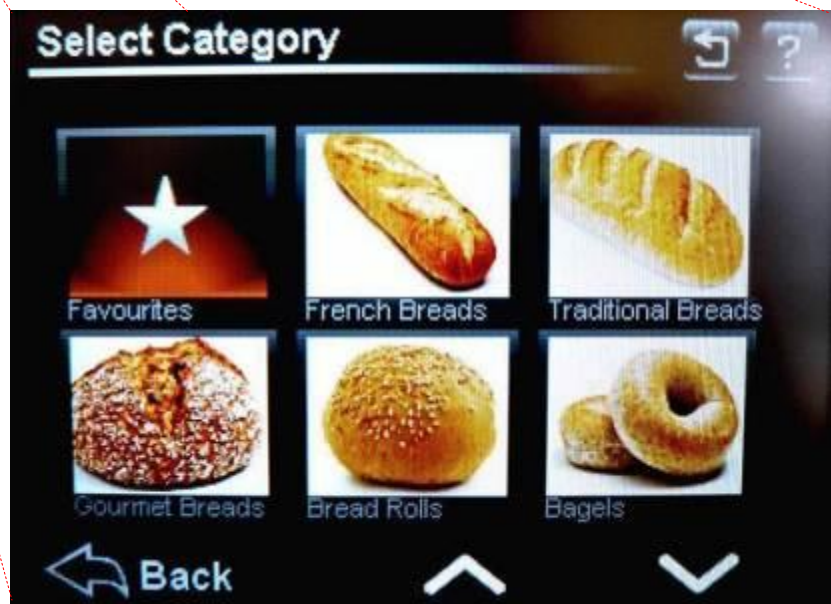 Select Category
?
Favourites
French Breads
Traditional Breads
Gourmet Breads
Bread Rolls
Bagels
Back